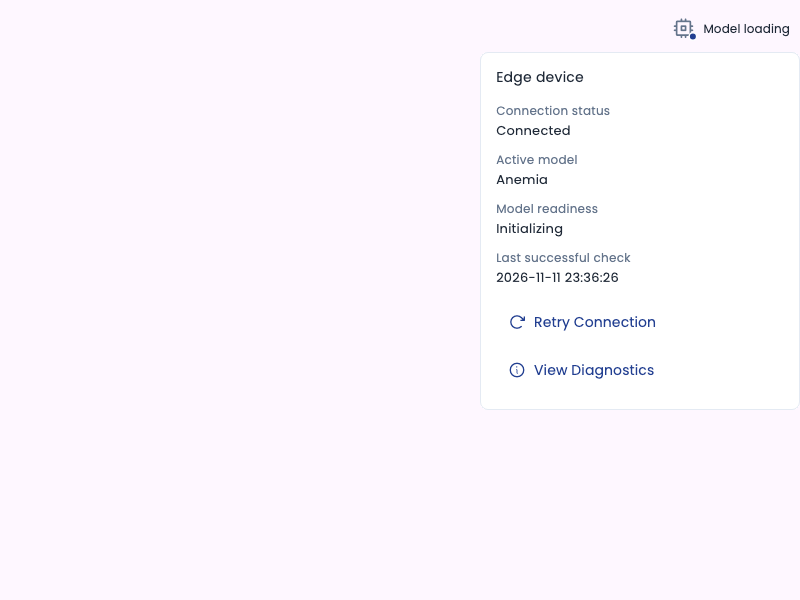 Model loading
Edge device
Connection status
Connected
Active model
Anemia
Model readiness
Initializing
Last successful check
2026-11-11 23:36:26
Retry Connection
View Diagnostics